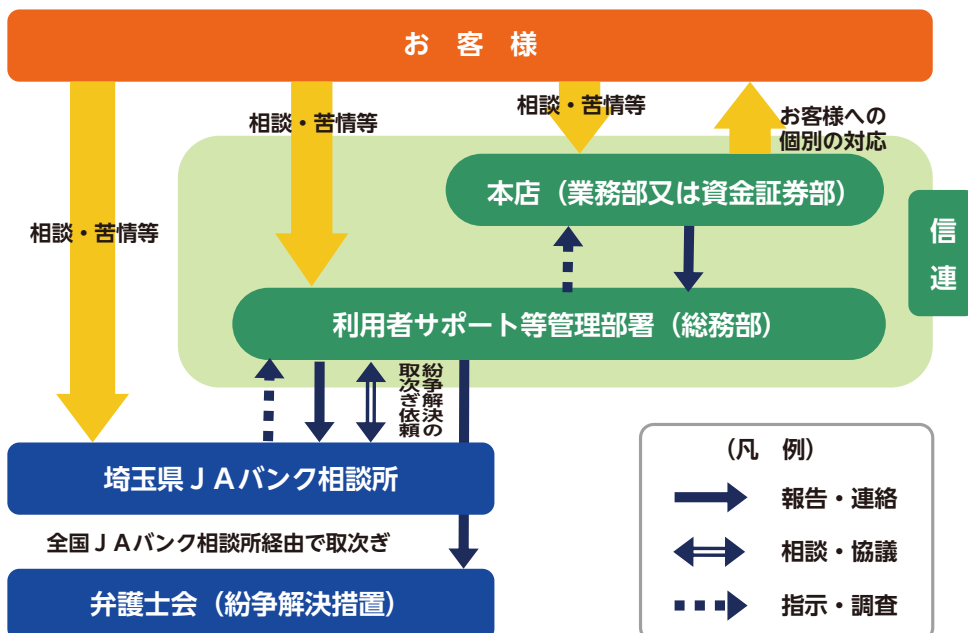 お 客 様
相談・苦情等
相談・苦情等
相談・苦情等
お客様への
個別の対応
本店（業務部又は資金証券部）
信連
利用者サポート等管理部署（総務部）
紛争解決の
取次ぎ依頼
埼玉県ＪＡバンク相談所
全国ＪＡバンク相談所経由で取次ぎ
弁護士会（紛争解決措置）
（凡 例）
報告・連絡
相談・協議
指示・調査